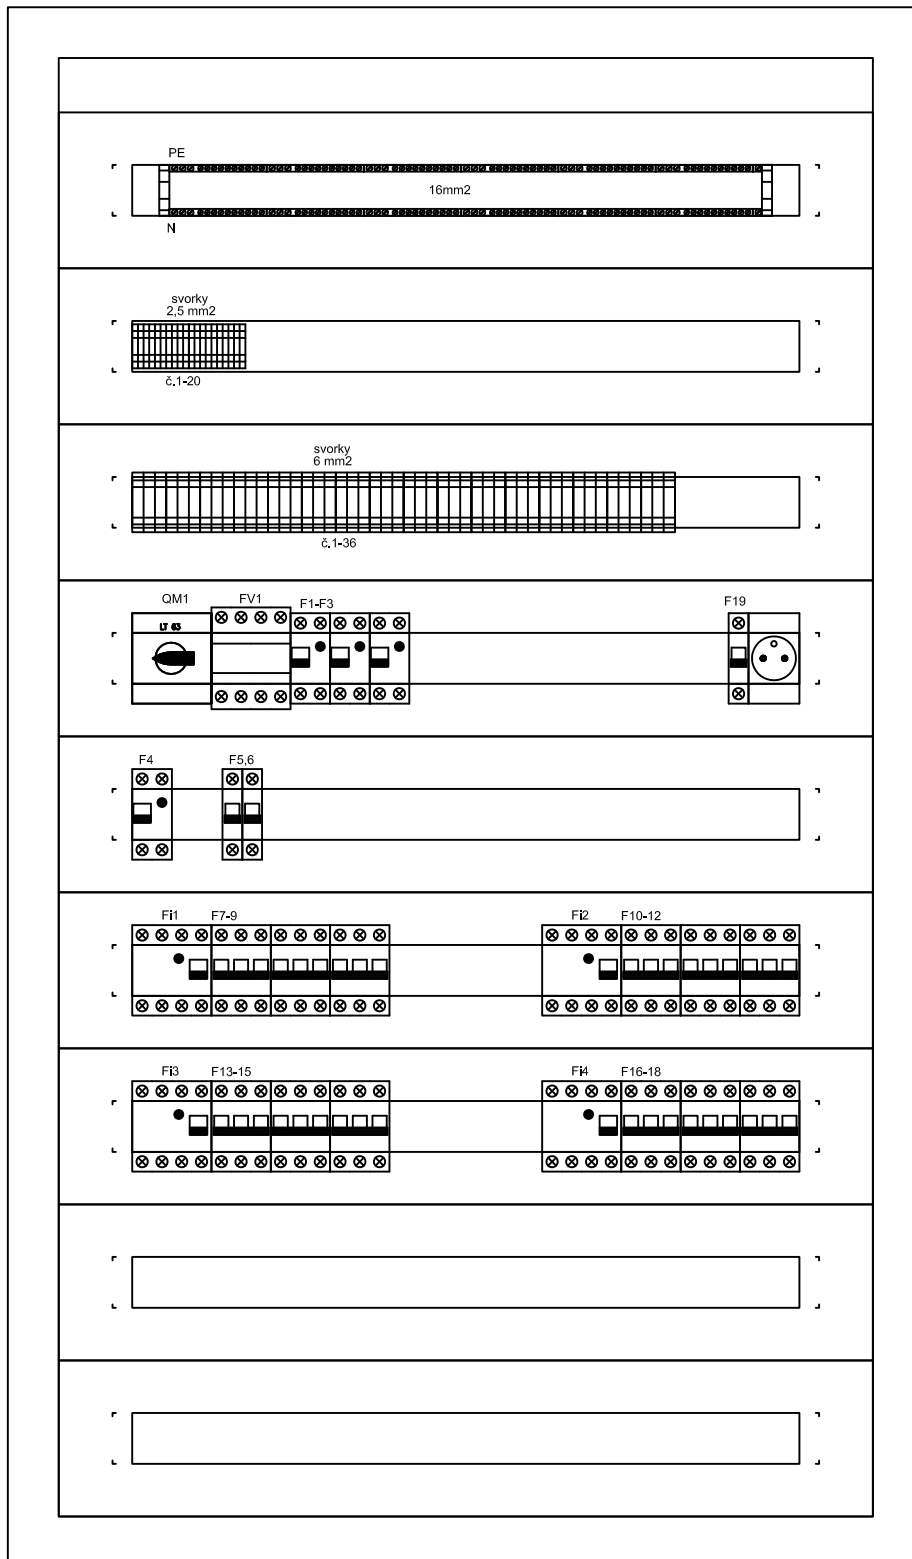 PE
16mm2
N
svorky
2,5 mm2
č.1-20
svorky
6 mm2
č.1-36
QM1
FV1
F1-F3
F19
LT 63
F4
F5,6
Fi1
F7-9
Fi2
F10-12
Fi3
F13-15
Fi4
F16-18